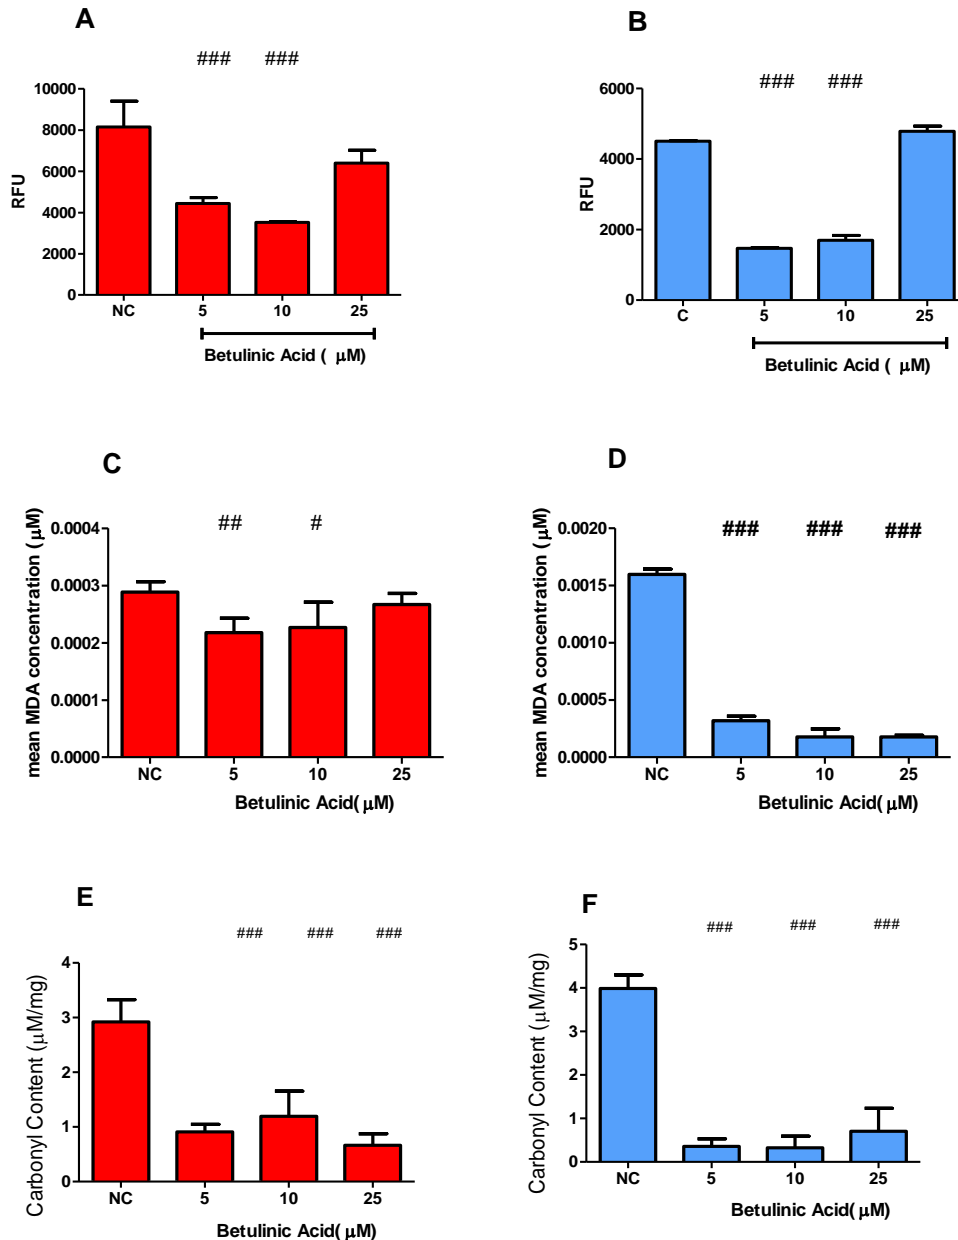 A
###
###
10000
8000
6000
4000
2000
0
RFU
NC
5
10
25
Betulinic Acid ( μM)
B
###
###
6000
4000
2000
0
RFU
C
5
10
25
Betulinic Acid ( μM)
C
##
#
0.0004
0.0003
0.0002
0.0001
0.0000
mean MDA concentration (μM)
NC
5
10
25
Betulinic Acid( μM)
D
###
###
###
0.0020
0.0015
0.0010
0.0005
0.0000
mean MDA concentration (μM)
NC
5
10
25
Betulinic Acid( μM)
E
###
###
###
4
3
2
1
0
Carbonyl Content (μM/mg)
NC
5
10
25
Betulinic Acid( μM)
F
###
###
###
5
4
3
2
1
0
Carbonyl Content (μM/mg)
NC
5
10
25
Betulinic Acid( μM)